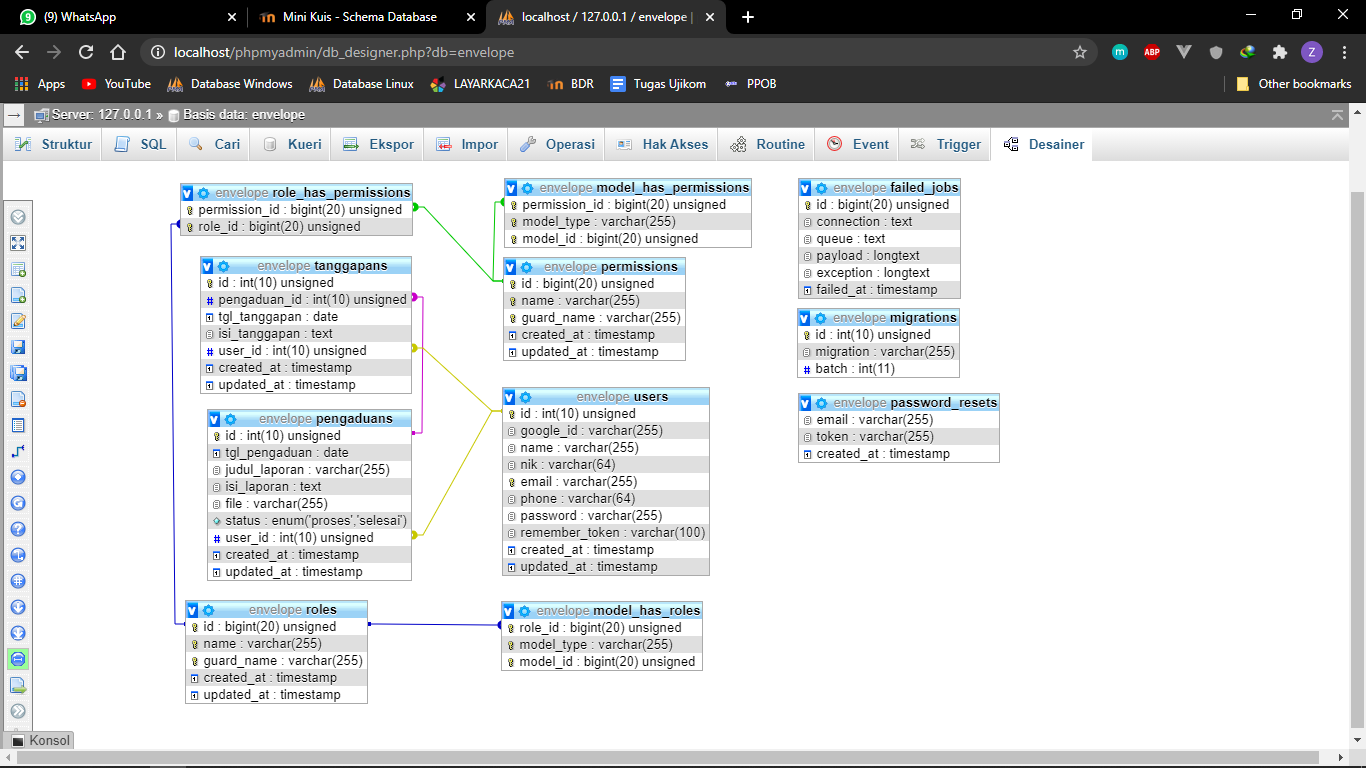 (9) WhatsApp
Mini Kuis - Schema Database
localhost / 127.0.0.1 / envelope |
localhost/phpmyadmin/db_designer.php?db=envelope
Apps YouTube Database Windows Database Linux LAYARKACA21 BDR Tugas Ujikom PPOB Other bookmarks
Server: 127.0.0.1 » Basis data: envelope
Struktur SQL Cari Kueri Ekspor Impor Operasi Hak Akses Routine Event Trigger Desainer
envelope role_has_permissions
permission_id : bigint(20) unsigned
role_id : bigint(20) unsigned
envelope tanggapans
id : int(10) unsigned
pengaduan_id : int(10) unsigned
tgl_tanggapan : date
isi_tanggapan : text
user_id : int(10) unsigned
created_at : timestamp
updated_at : timestamp
envelope pengaduans
id : int(10) unsigned
tgl_pengaduan : date
judul_laporan : varchar(255)
isi_laporan : text
file : varchar(255)
status : enum('proses','selesai')
user_id : int(10) unsigned
created_at : timestamp
updated_at : timestamp
envelope roles
id : bigint(20) unsigned
name : varchar(255)
guard_name : varchar(255)
created_at : timestamp
updated_at : timestamp
envelope model_has_permissions
permission_id : bigint(20) unsigned
model_type : varchar(255)
model_id : bigint(20) unsigned
envelope permissions
id : bigint(20) unsigned
name : varchar(255)
guard_name : varchar(255)
created_at : timestamp
updated_at : timestamp
envelope users
id : int(10) unsigned
google_id : varchar(255)
name : varchar(255)
nik : varchar(64)
email : varchar(255)
phone : varchar(64)
password : varchar(255)
remember_token : varchar(100)
created_at : timestamp
updated_at : timestamp
envelope model_has_roles
role_id : bigint(20) unsigned
model_type : varchar(255)
model_id : bigint(20) unsigned
envelope failed_jobs
id : bigint(20) unsigned
connection : text
queue : text
payload : longtext
exception : longtext
failed_at : timestamp
envelope migrations
id : int(10) unsigned
migration : varchar(255)
batch : int(11)
envelope password_resets
email : varchar(255)
token : varchar(255)
created_at : timestamp
Konsol